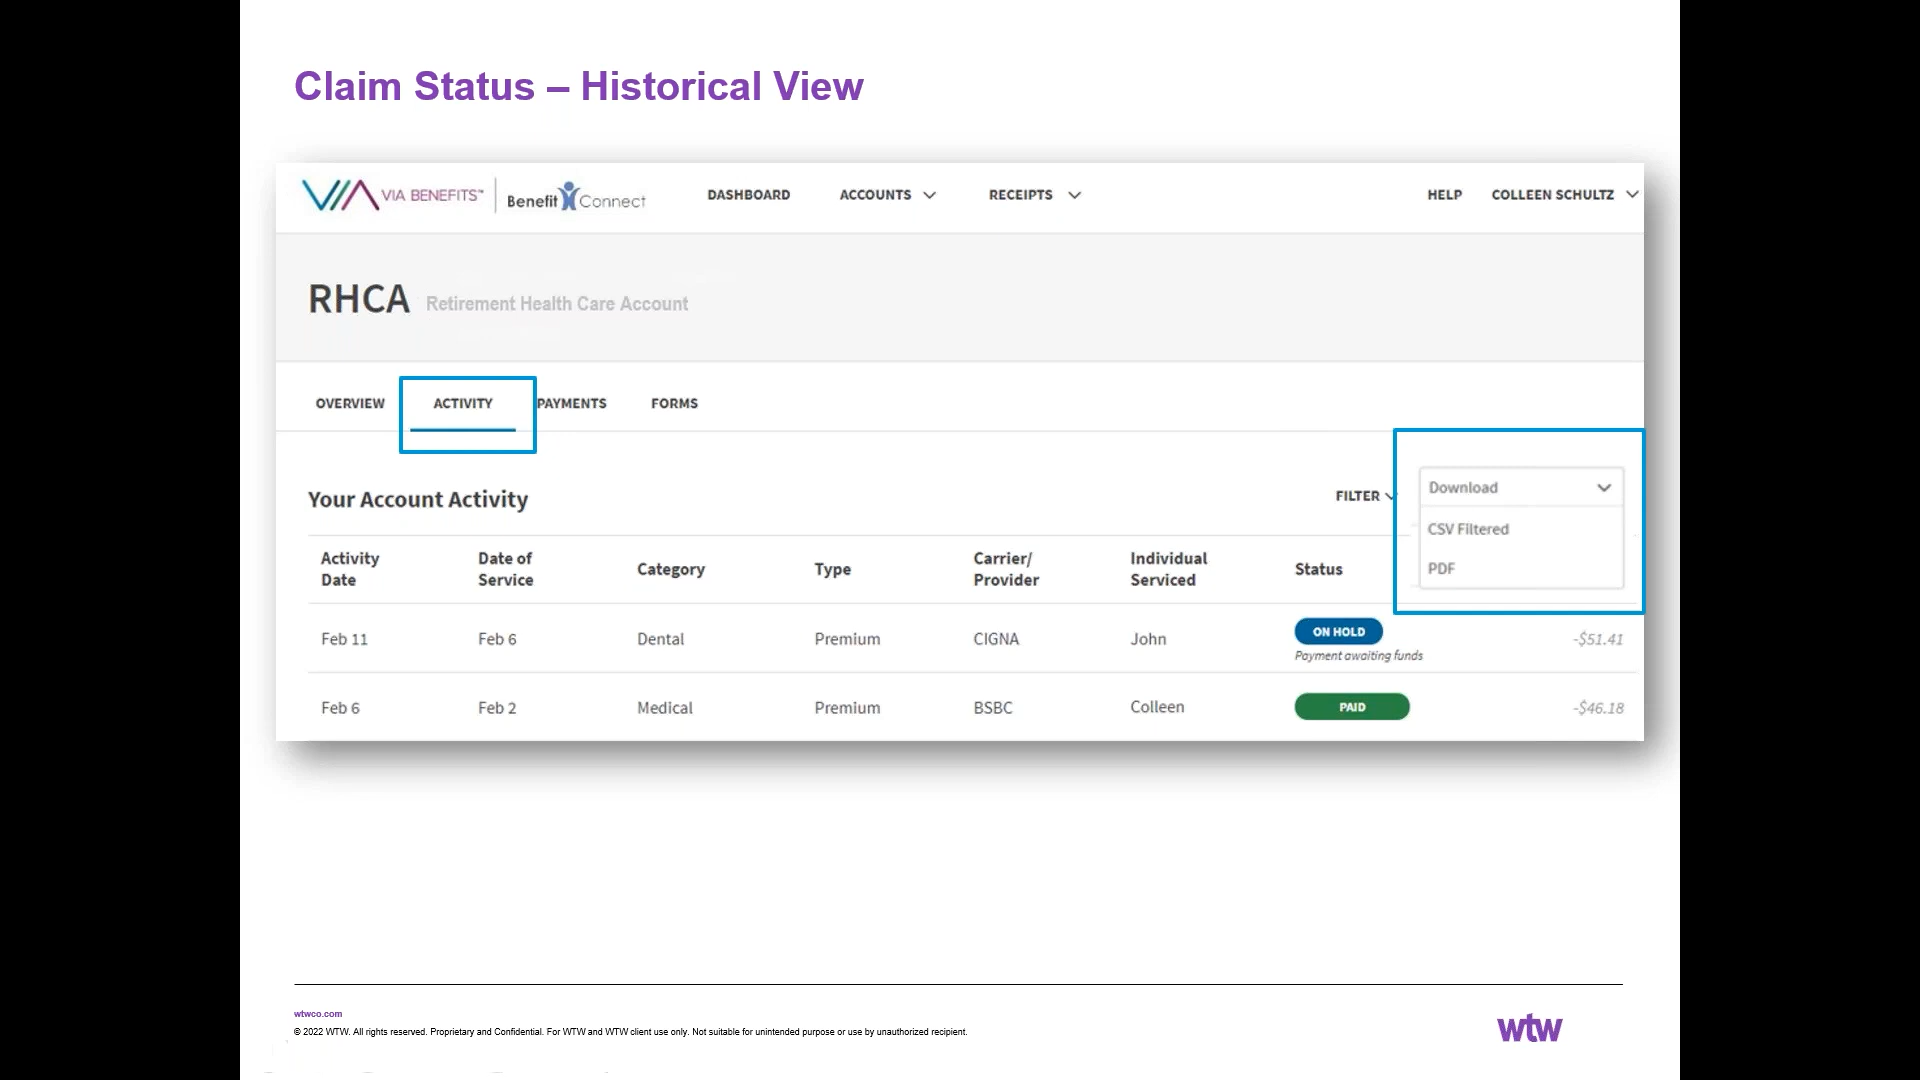 Claim Status – Historical View
VIA BENEFITS™ Benefit Connect DASHBOARD ACCOUNTS RECEIPTS HELP COLLEEN SCHULTZ
RHCA Retirement Health Care Account
OVERVIEW ACTIVITY PAYMENTS FORMS
Your Account Activity FILTER Download
CSV Filtered
PDF
Activity Date Date of Service Category Type Carrier/ Provider Individual Serviced Status
Feb 11 Feb 6 Dental Premium CIGNA John ON HOLD -$51.41
Payment awaiting funds
Feb 6 Feb 2 Medical Premium BSBC Colleen PAID -$46.18
wtwco.com
© 2022 WTW. All rights reserved. Proprietary and Confidential. For WTW and WTW client use only. Not suitable for unintended purpose or use by unauthorized recipient.
wtw